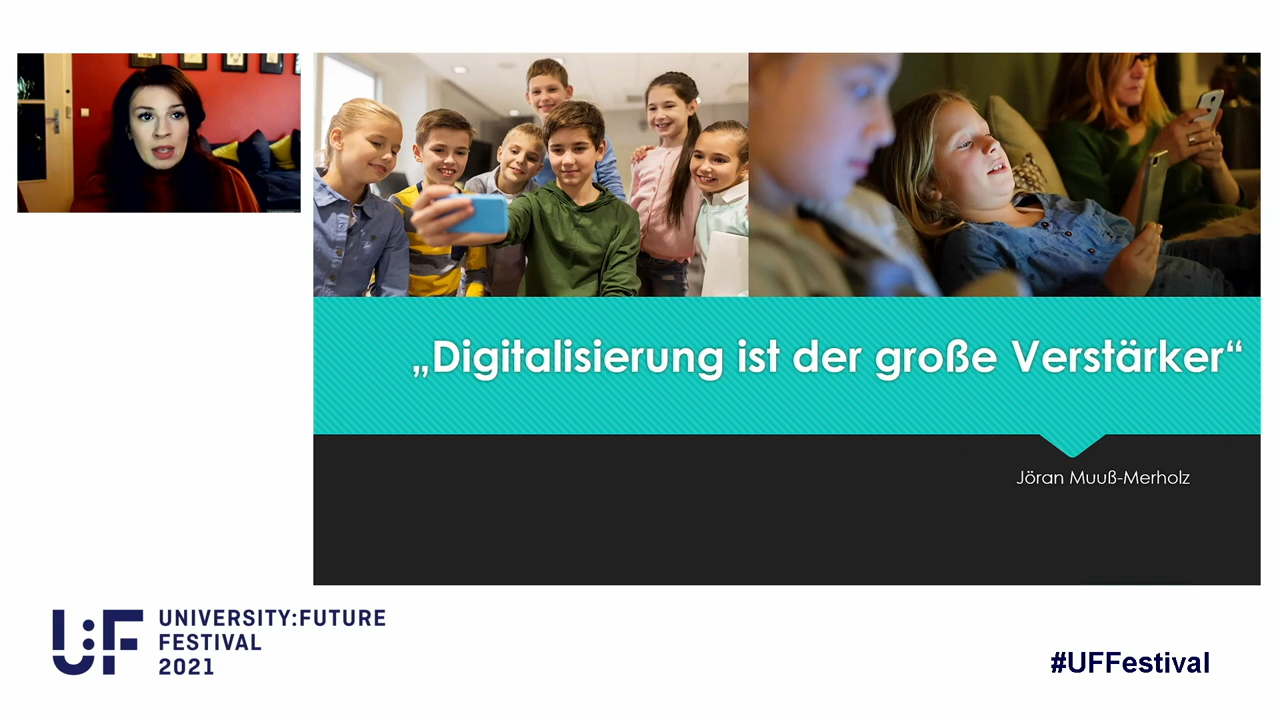 „Digitalisierung ist der große Verstärker“
Jöran Muuß-Merholz
U:F
UNIVERSITY:FUTURE
FESTIVAL
2021
#UFFestival